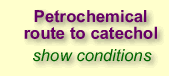 Petrochemical
route to catechol
show conditions